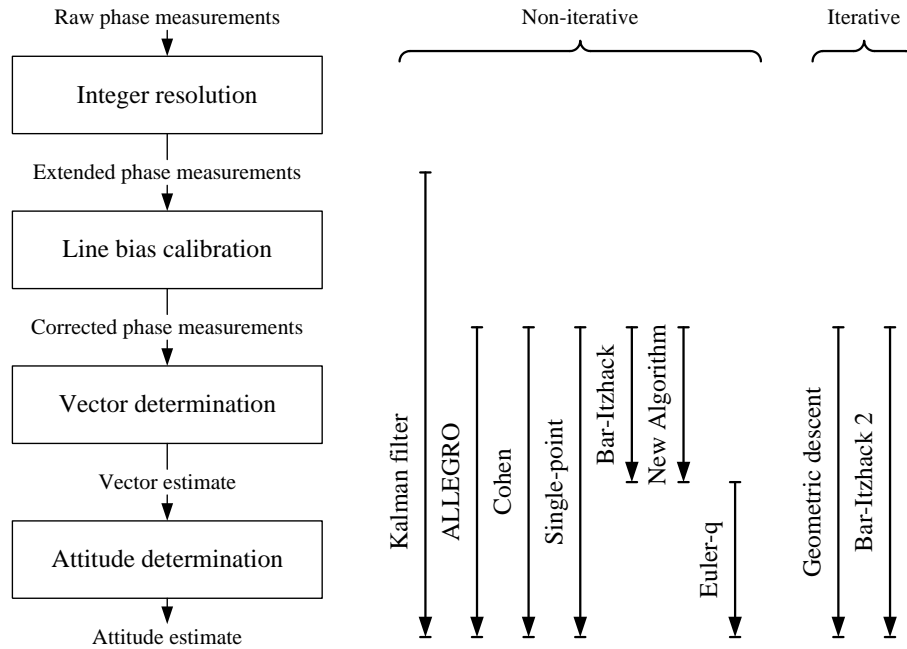 Raw phase measurements
Integer resolution
Extended phase measurements
Line bias calibration
Corrected phase measurements
Vector determination
Vector estimate
Attitude determination
Attitude estimate
Non-iterative
Kalman filter
ALLEGRO
Cohen
Single-point
Bar-Itzhack
New Algorithm
Euler-q
Iterative
Geometric descent
Bar-Itzhack 2